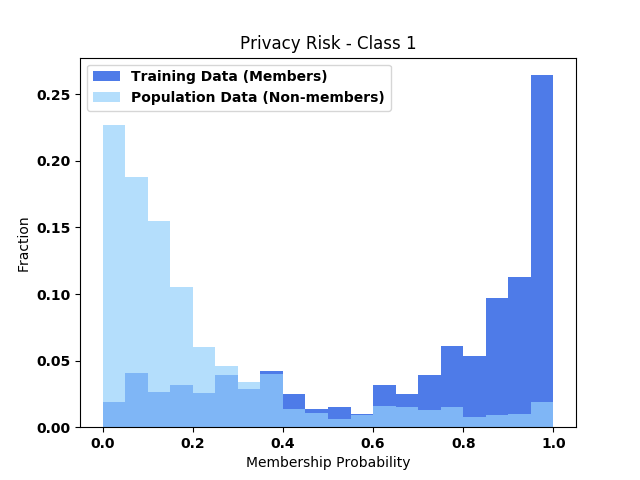 Privacy Risk - Class 1
Training Data (Members)
Population Data (Non-members)
Fraction
0.25
0.20
0.15
0.10
0.05
0.00
0.0 0.2 0.4 0.6 0.8 1.0
Membership Probability